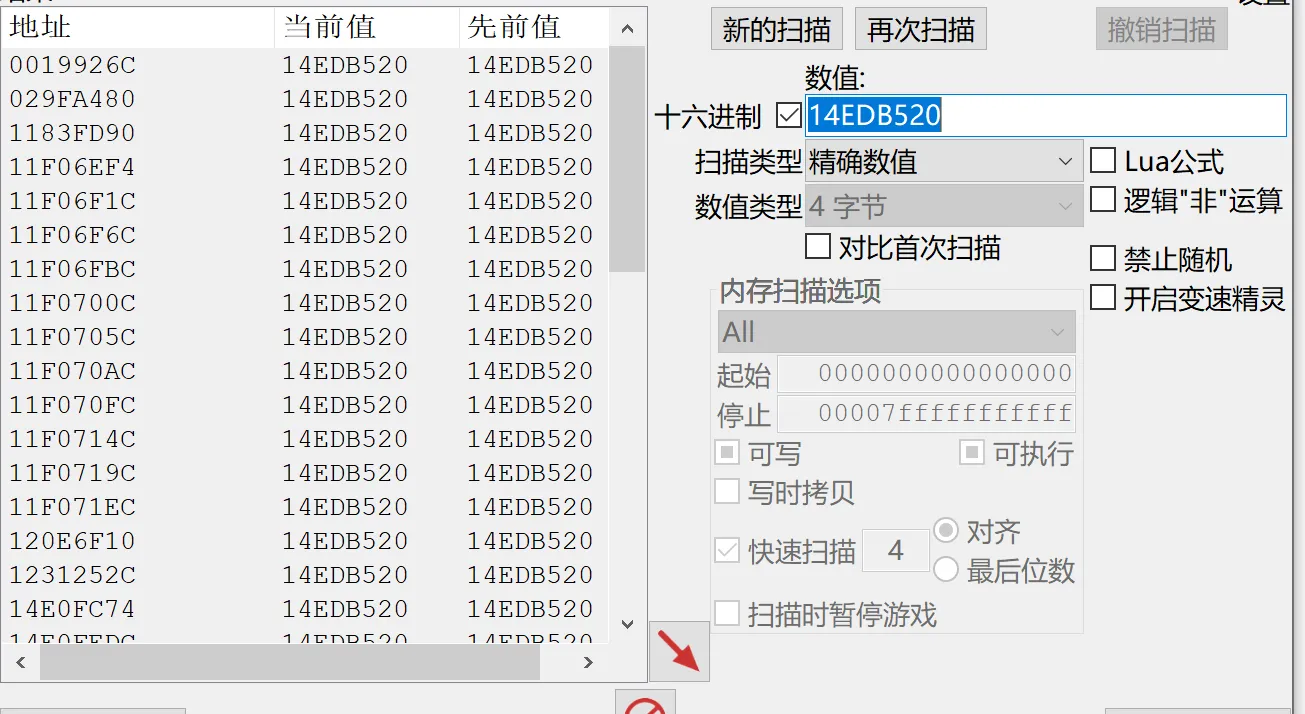 地址 当前值 先前值
0019926C 14EDB520 14EDB520
029FA480 14EDB520 14EDB520
1183FD90 14EDB520 14EDB520
11F06EF4 14EDB520 14EDB520
11F06F1C 14EDB520 14EDB520
11F06F6C 14EDB520 14EDB520
11F06FBC 14EDB520 14EDB520
11F0700C 14EDB520 14EDB520
11F0705C 14EDB520 14EDB520
11F070AC 14EDB520 14EDB520
11F070FC 14EDB520 14EDB520
11F0714C 14EDB520 14EDB520
11F0719C 14EDB520 14EDB520
11F071EC 14EDB520 14EDB520
120E6F10 14EDB520 14EDB520
1231252C 14EDB520 14EDB520
14E0FC74 14EDB520 14EDB520
14E0FEDC 14EDB520 14EDB520
新的扫描 再次扫描 撤销扫描
数值:
十六进制 14EDB520
扫描类型 精确数值 Lua公式
数值类型 4 字节 逻辑"非"运算
对比首次扫描 禁止随机
内存扫描选项 开启变速精灵
All
起始 0000000000000000
停止 00007fffffffffff
可写 可执行
写时拷贝
快速扫描 4 对齐
最后位数
扫描时暂停游戏